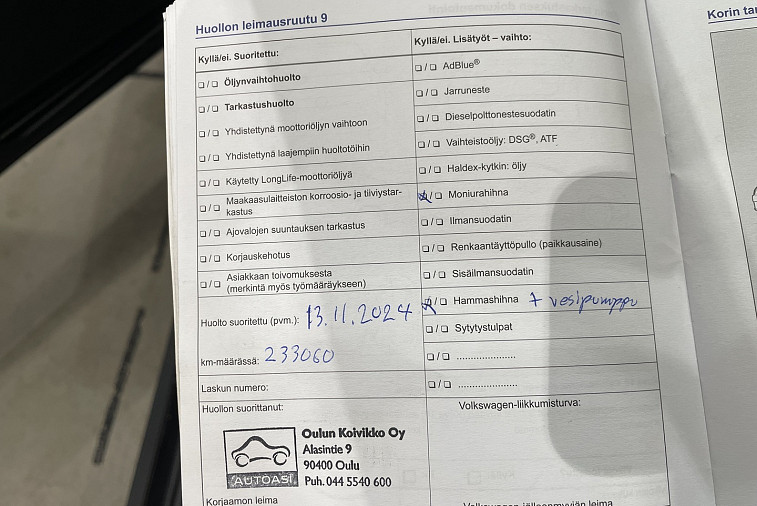 Huollon leimausruutu 9
Kyllä/ei. Suoritettu:
❏/❏ Öljynvaihtohuolto
❏/❏ Tarkastushuolto
❏/❏ Yhdistettynä moottoriöljyn vaihtoon
❏/❏ Yhdistettynä laajempiin huoltotöihin
❏/❏ Käytetty LongLife-moottoriöljyä
❏/❏ Maakaasulaitteiston korroosio- ja tiiviystar-
kastus
❏/❏ Ajovalojen suuntauksen tarkastus
❏/❏ Korjauskehotus
❏/❏ Asiakkaan toivomuksesta
(merkintä myös työmääräykseen)
Huolto suoritettu (pvm.): 13.11.2024
km-määrässä: 233060
Laskun numero:
Huollon suorittanut:
AUTOASI
Oulun Koivikko Oy
Alasintie 9
90400 Oulu
Puh. 044 5540 600
Korjaamon leima
Kyllä/ei. Lisätyöt – vaihto:
❏/❏ AdBlue®
❏/❏ Jarruneste
❏/❏ Dieselpolttonestesuodatin
❏/❏ Vaihteistoöljy: DSG®, ATF
❏/❏ Haldex-kytkin: öljy
❏/❏ Moniurahihna
❏/❏ Ilmansuodatin
❏/❏ Renkaantäyttöpullo (paikkausaine)
❏/❏ Sisäilmansuodatin
❏/❏ Hammashihna + vesipumppu
❏/❏ Sytytystulpat
❏/❏ .....................
❏/❏ .....................
Volkswagen-liikkumisturva:
Korin